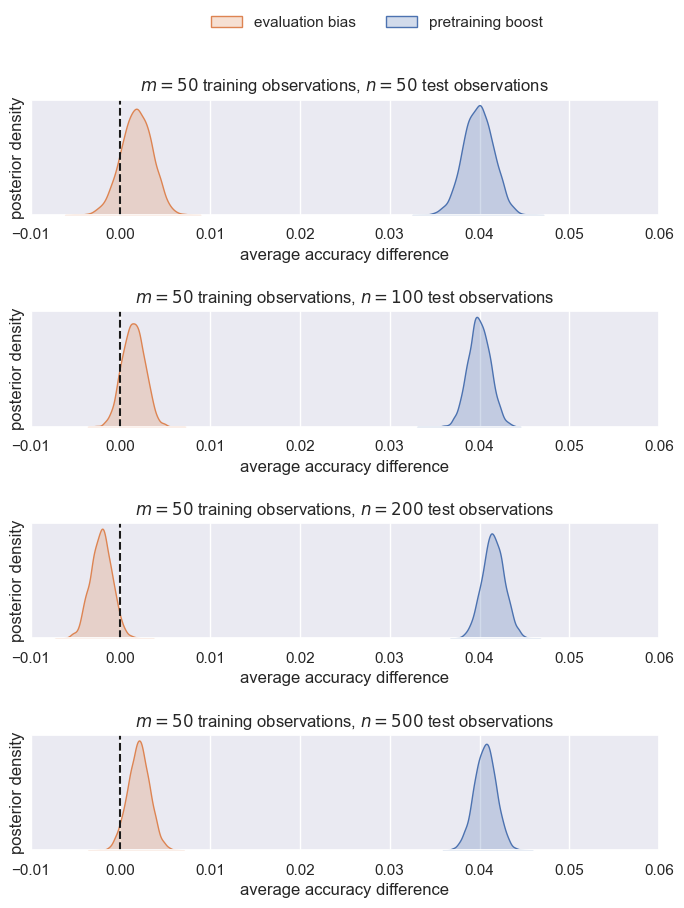 evaluation bias pretraining boost
m = 50 training observations, n = 50 test observations
posterior density
−0.01 0.00 0.01 0.02 0.03 0.04 0.05 0.06
average accuracy difference
m = 50 training observations, n = 100 test observations
posterior density
−0.01 0.00 0.01 0.02 0.03 0.04 0.05 0.06
average accuracy difference
m = 50 training observations, n = 200 test observations
posterior density
−0.01 0.00 0.01 0.02 0.03 0.04 0.05 0.06
average accuracy difference
m = 50 training observations, n = 500 test observations
posterior density
−0.01 0.00 0.01 0.02 0.03 0.04 0.05 0.06
average accuracy difference